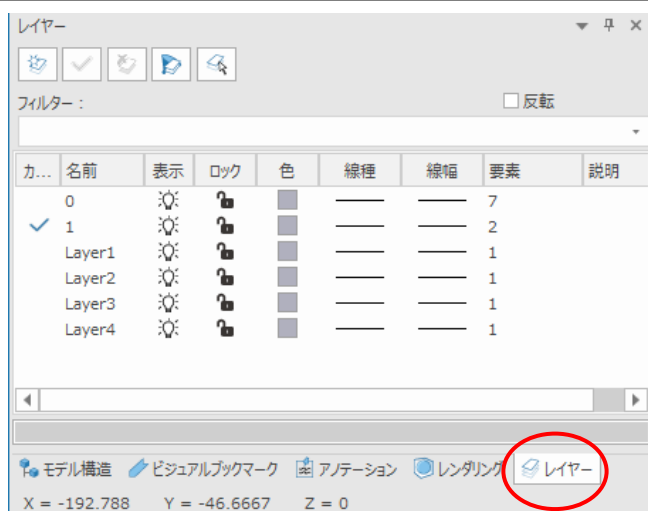 レイヤー
フィルター :
反転
カ... 名前 表示 ロック 色 線種 線幅 要素 説明
0 7
1 2
Layer1 1
Layer2 1
Layer3 1
Layer4 1
モデル構造 ビジュアルブックマーク アノテーション レンダリング レイヤー
X = -192.788 Y = -46.6667 Z = 0